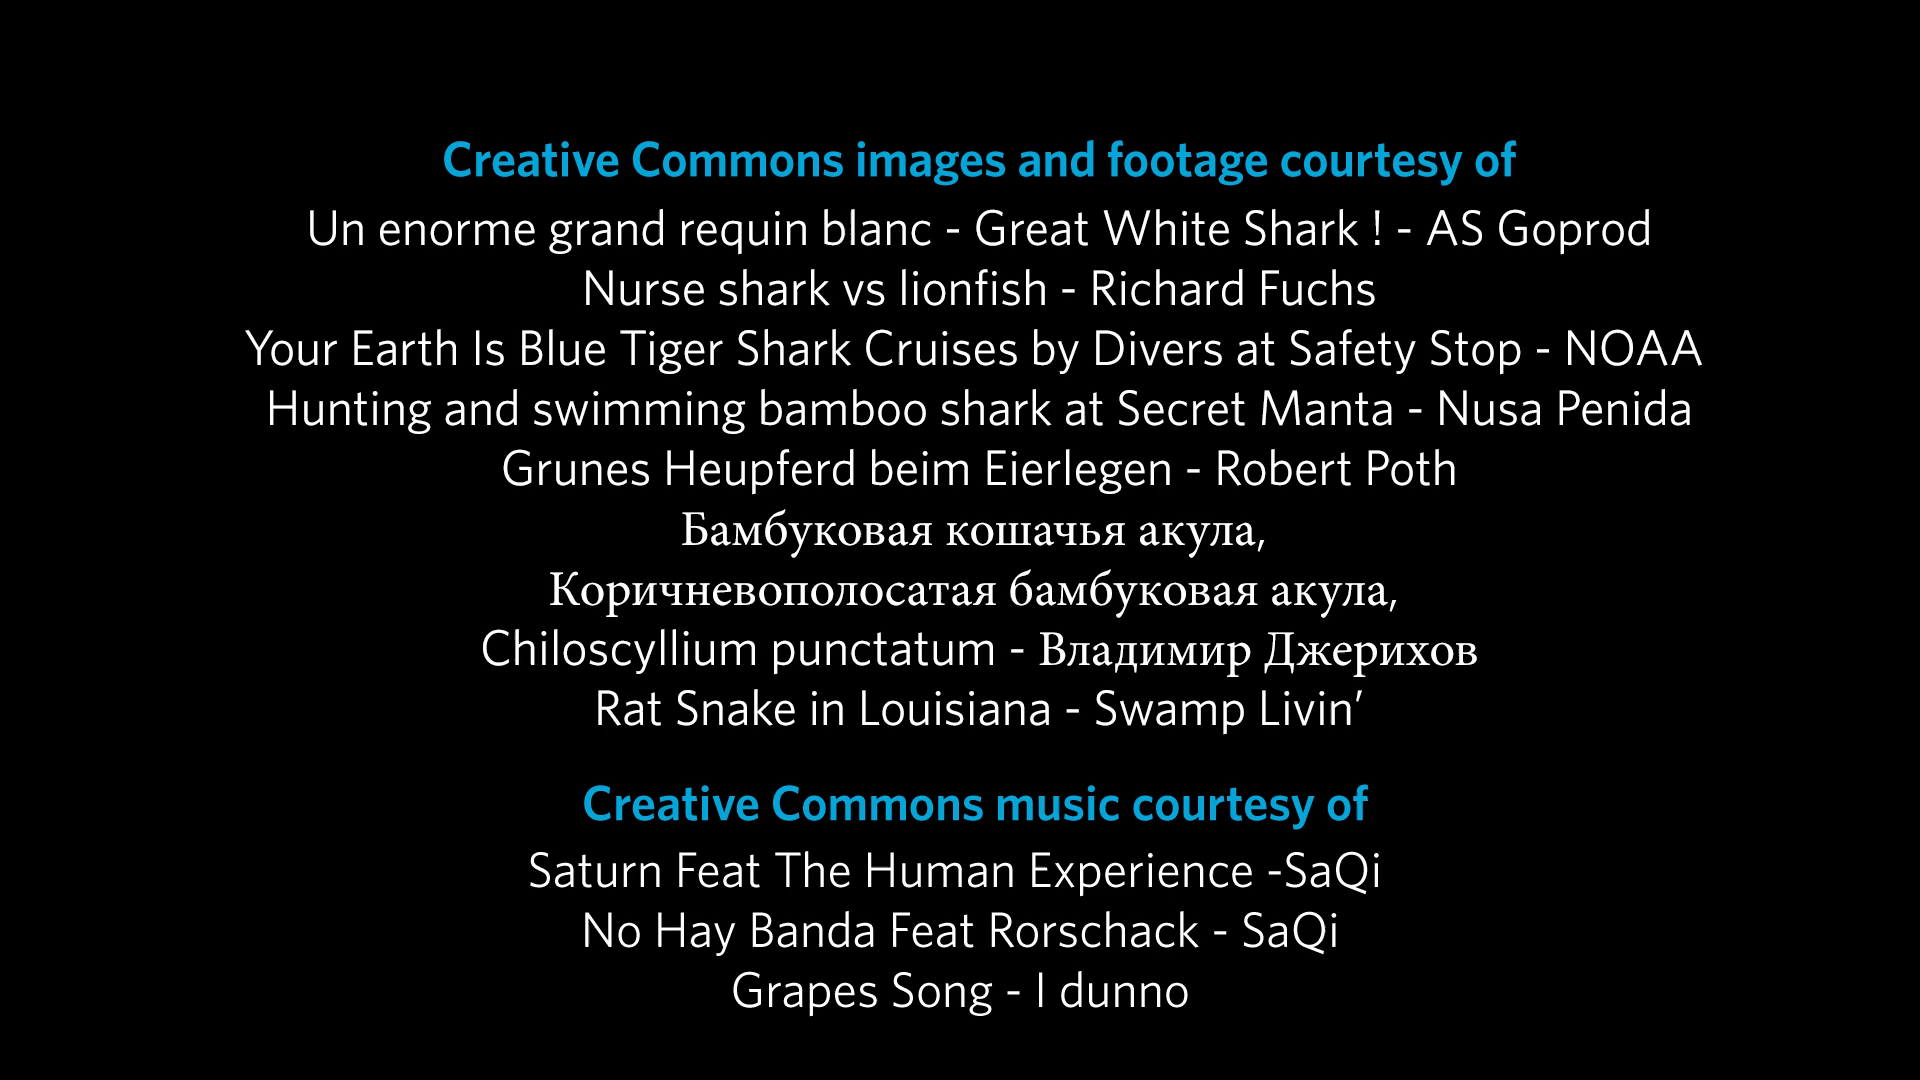 Creative Commons images and footage courtesy of
Un enorme grand requin blanc - Great White Shark ! - AS Goprod
Nurse shark vs lionfish - Richard Fuchs
Your Earth Is Blue Tiger Shark Cruises by Divers at Safety Stop - NOAA
Hunting and swimming bamboo shark at Secret Manta - Nusa Penida
Grunes Heupferd beim Eierlegen - Robert Poth
Бамбуковая кошачья акула,
Коричневополосатая бамбуковая акула,
Chiloscyllium punctatum - Владимир Джерихов
Rat Snake in Louisiana - Swamp Livin’
Creative Commons music courtesy of
Saturn Feat The Human Experience -SaQi
No Hay Banda Feat Rorschack - SaQi
Grapes Song - I dunno